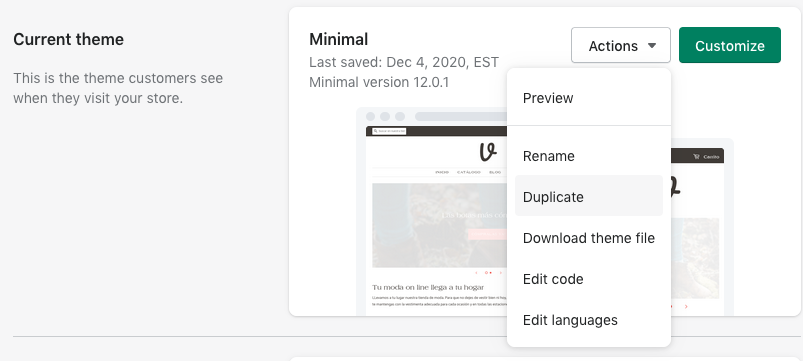 Current theme
This is the theme customers see
when they visit your store.
Minimal
Last saved: Dec 4, 2020, EST
Minimal version 12.0.1
Actions
Customize
Preview
Rename
Duplicate
Download theme file
Edit code
Edit languages
CATALOGO
BLOG
Carrito
Tu moda on line llega a tu hogar